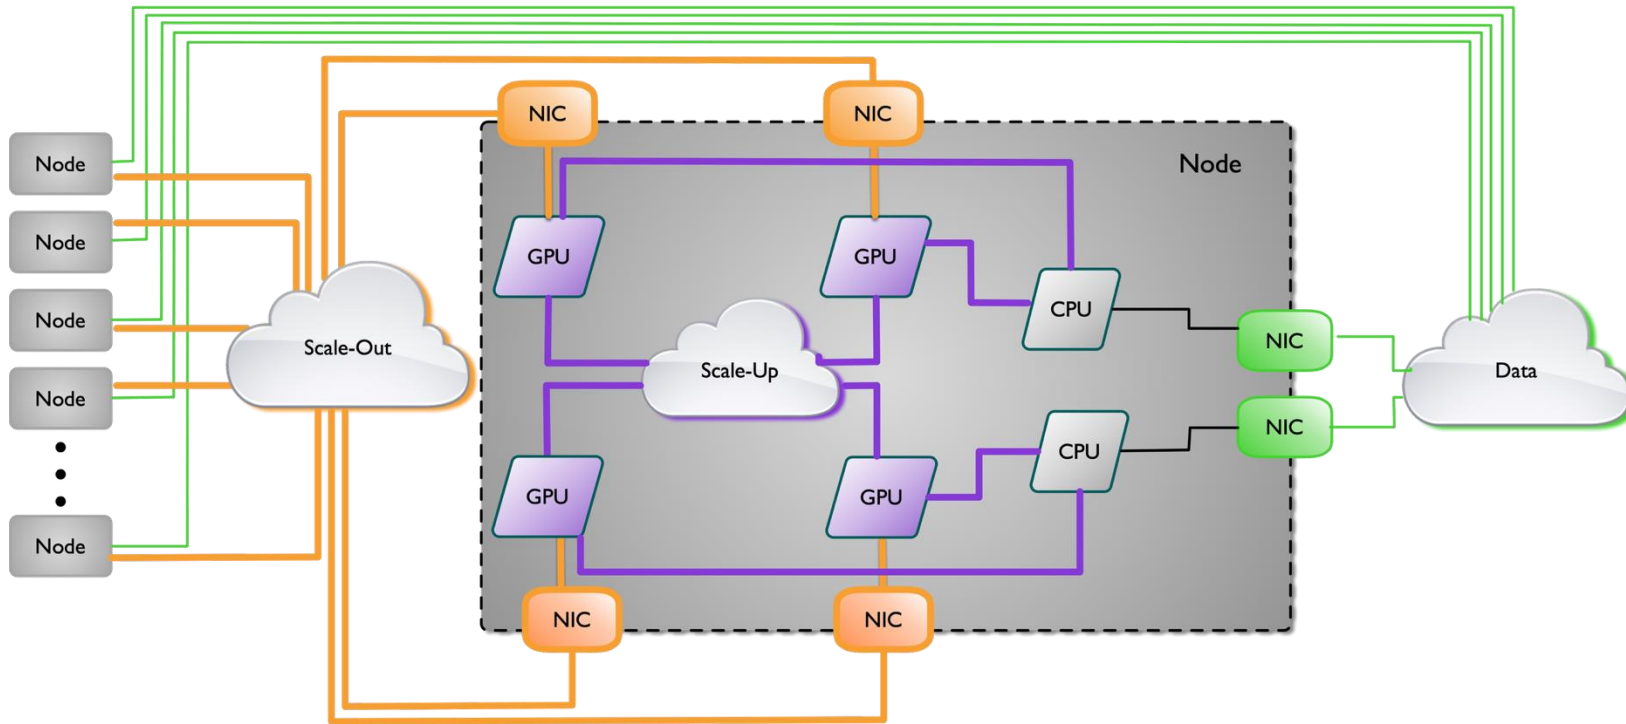 NIC
NIC
Node
Node
Node
GPU
GPU
CPU
Node
NIC
Scale-Out
Scale-Up
Data
Node
NIC
CPU
GPU
GPU
Node
NIC
NIC